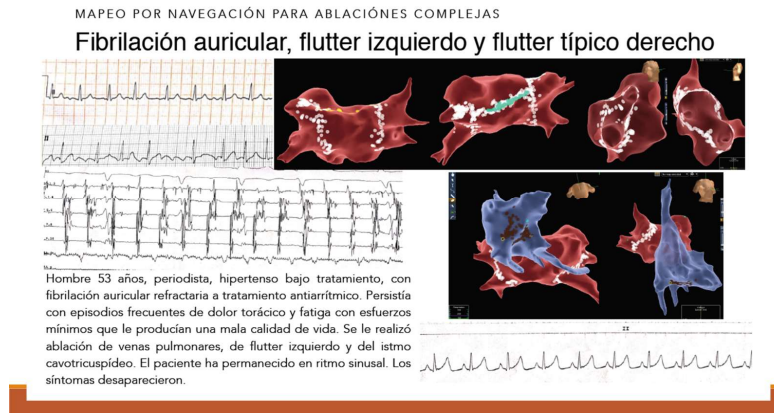 MAPEO POR NAVEGACIÓN PARA ABLACIÓNES COMPLEJAS
Fibrilación auricular, flutter izquierdo y flutter típico derecho
II
Hombre 53 años, periodista, hipertenso bajo tratamiento, con
fibrilación auricular refractaria a tratamiento antiarrítmico. Persistía
con episodios frecuentes de dolor torácico y fatiga con esfuerzos
mínimos que le producían una mala calidad de vida. Se le realizó
ablación de venas pulmonares, de flutter izquierdo y del istmo
cavotricuspídeo. El paciente ha permanecido en ritmo sinusal. Los
síntomas desaparecieron.